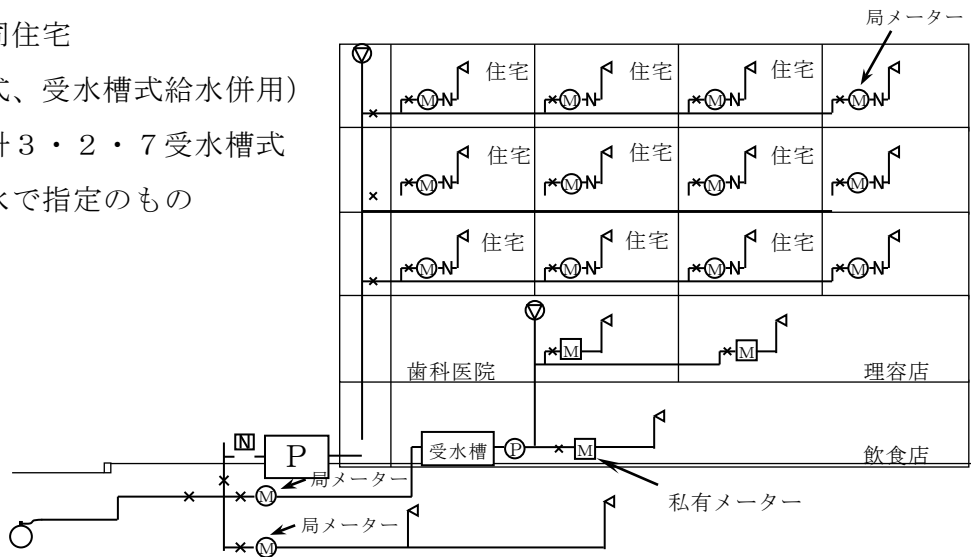 同住宅
式、受水槽式給水併用）
計３・２・７受水槽式
水で指定のもの
局メーター
住宅 住宅 住宅
M N M N M N M N
住宅 住宅 住宅
M N M N M N M N
住宅 住宅 住宅
M N M N M N M N
M M
歯科医院 理容店
N P 受水槽 P M 飲食店
局メーター
M
私有メーター
局メーター
M